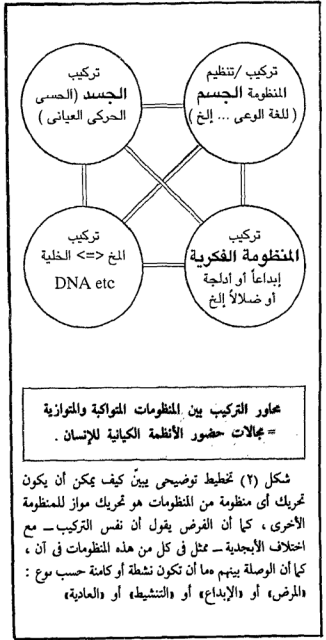 تركيب /تنظيم
المنظومة الجسم
( للغة الوعى ... إلخ )
تركيب
الجسد (الحسى
الحركى العيانى )
تركيب
المنظومة الفكرية
إبداعاً أو أدلجة
أو ضلالاً إلخ
تركيب
المخ <=> الخلية
DNA etc
محاور التركيب بين المنظومات المتواكبة والمتوازية
= مجالات حضور الأنظمة الكيانية للإنسان .
شكل (٢) تخطيط توضيحى يبيّن كيف يمكن أن يكون
تحريك أى منظومة من المنظومات هو تحريك مواز للمنظومة
الأخرى ، كما أن الفرض يقول أن نفس التركيب ــ مع
اختلاف الأبجدية ــ ممثل فى كل من هذه المنظومات فى آن ،
كما أن الوصلة بينهم إما أن تكون نشطة أو كامنة حسب نوع :
«المرض» أو «الإبداع» أو «التنشيط» أو «العادية»